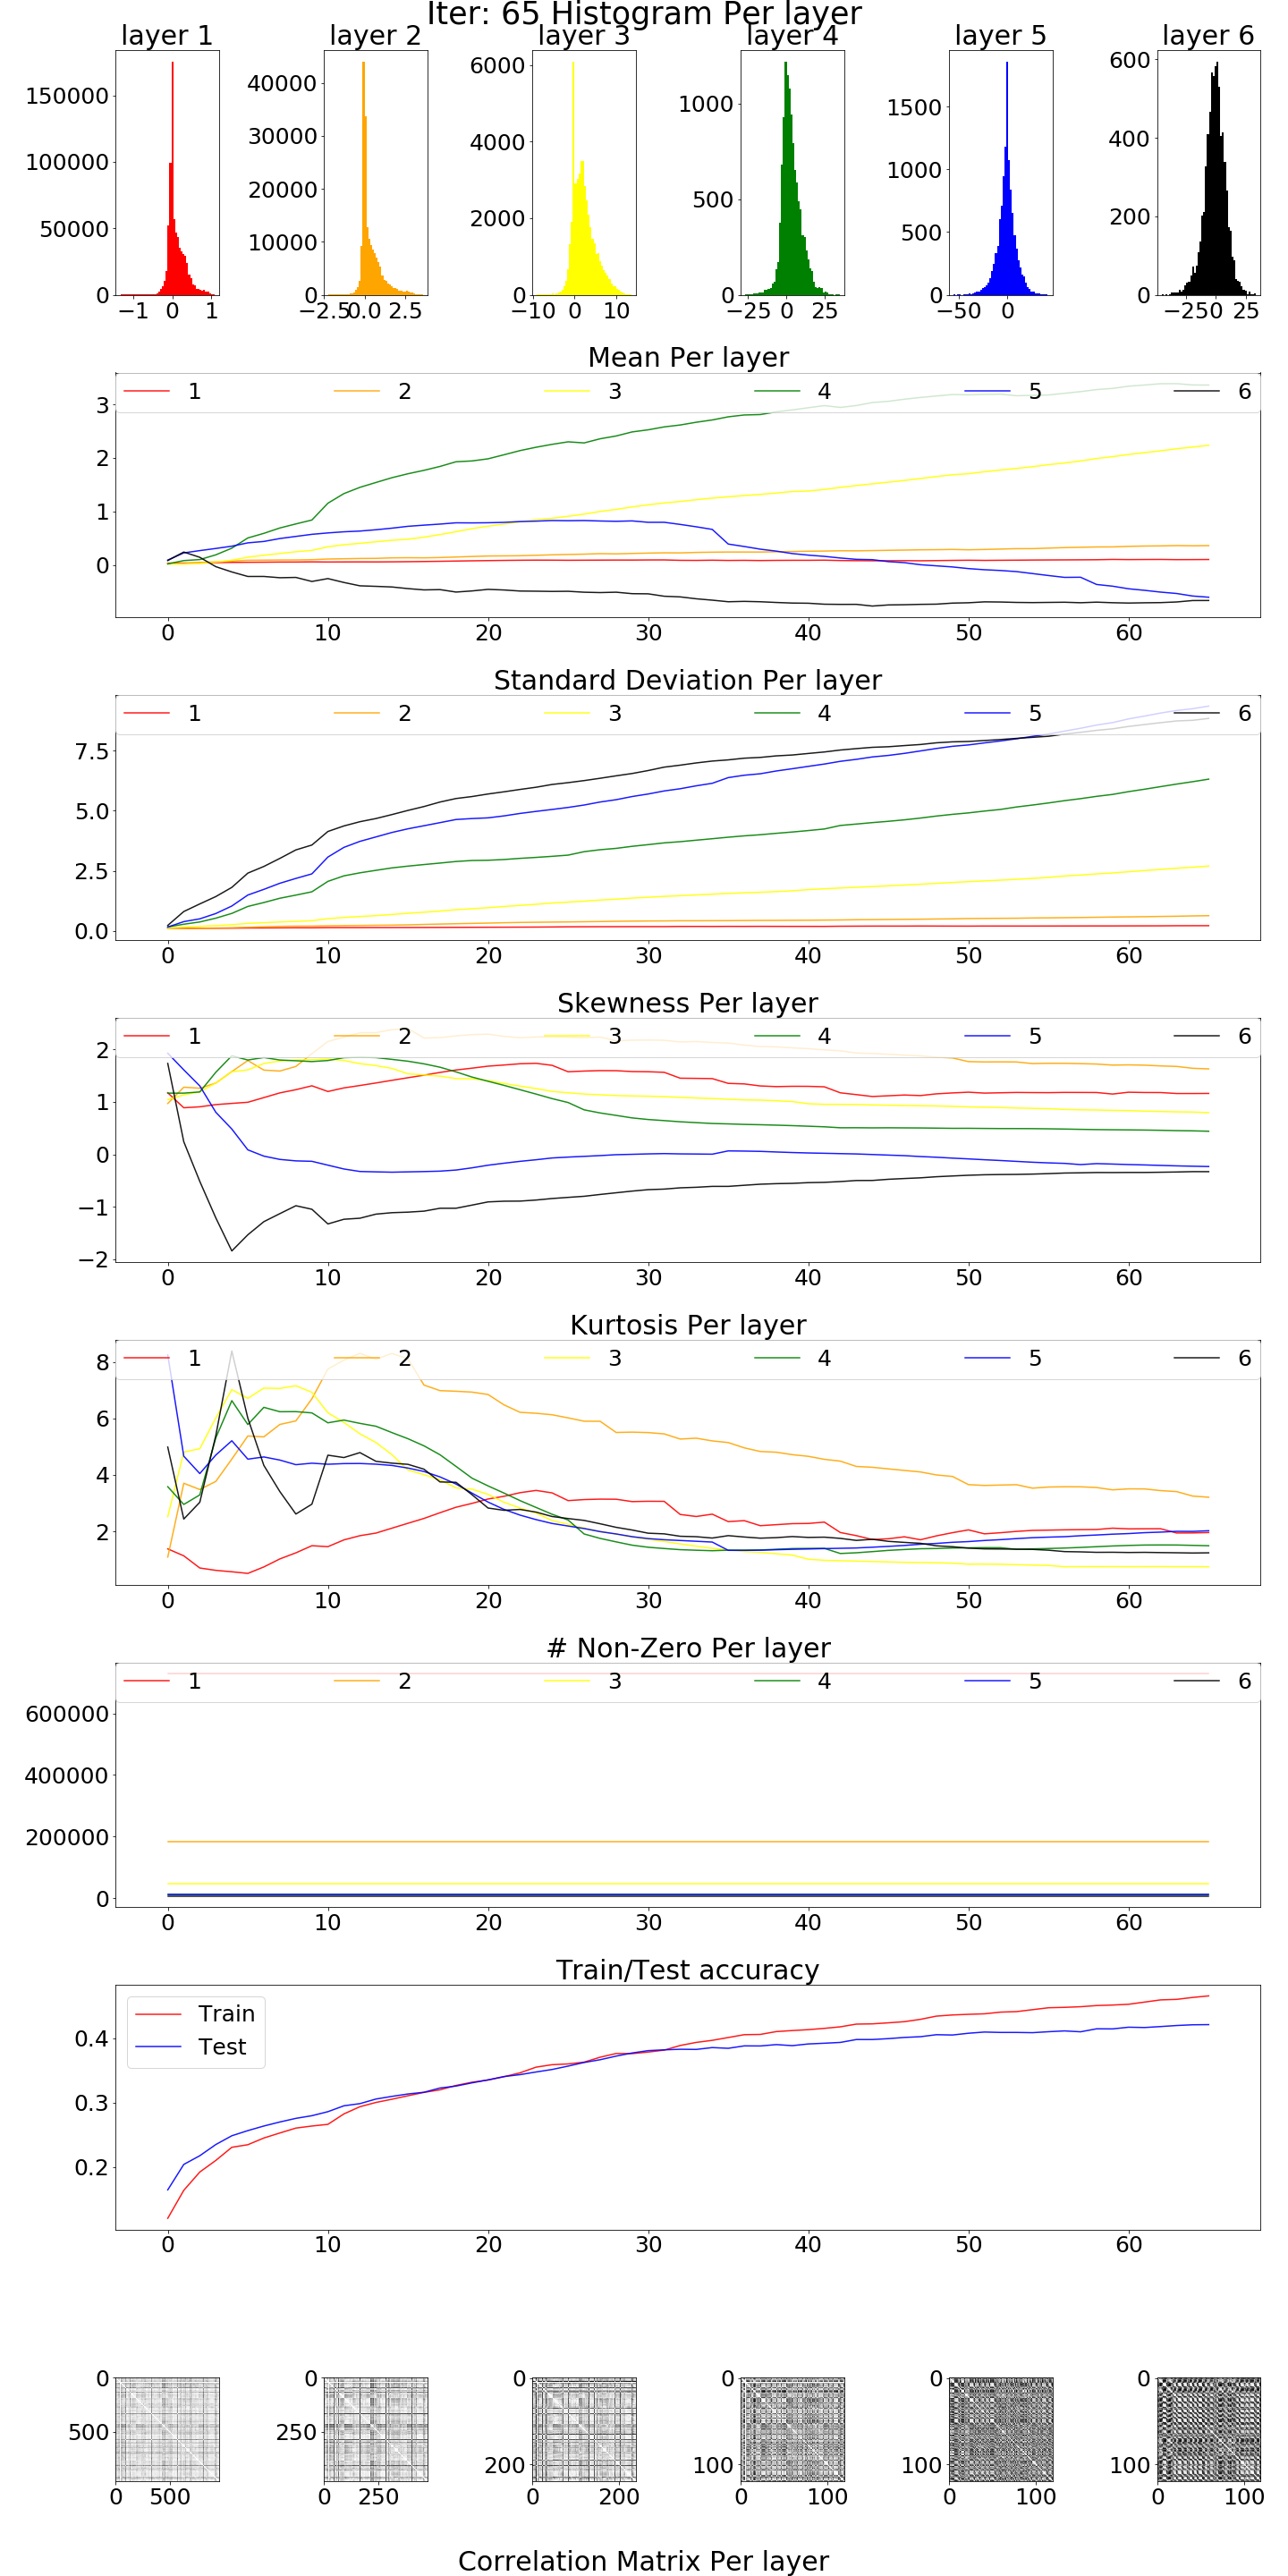 Iter: 65 Histogram Per layer
layer 1 layer 2 layer 3 layer 4 layer 5 layer 6
150000 100000 50000 0
−1 0 1
40000 30000 20000 10000 0
−2.5 0.0 2.5
6000 4000 2000 0
−10 0 10
1000 500 0
−25 0 25
1500 1000 500 0
−50 0
600 400 200 0
−25 0 25
Mean Per layer
1 2 3 4 5 6
3
2
1
0
0 10 20 30 40 50 60
Standard Deviation Per layer
1 2 3 4 5 6
7.5
5.0
2.5
0.0
0 10 20 30 40 50 60
Skewness Per layer
1 2 3 4 5 6
2
1
0
−1
−2
0 10 20 30 40 50 60
Kurtosis Per layer
1 2 3 4 5 6
8
6
4
2
0 10 20 30 40 50 60
# Non-Zero Per layer
1 2 3 4 5 6
600000
400000
200000
0
0 10 20 30 40 50 60
Train/Test accuracy
Train
Test
0.4
0.3
0.2
0 10 20 30 40 50 60
0 0 0 0 0 0
500 250 200 100 100 100
0 500 0 250 0 200 0 100 0 100 0 100
Correlation Matrix Per layer